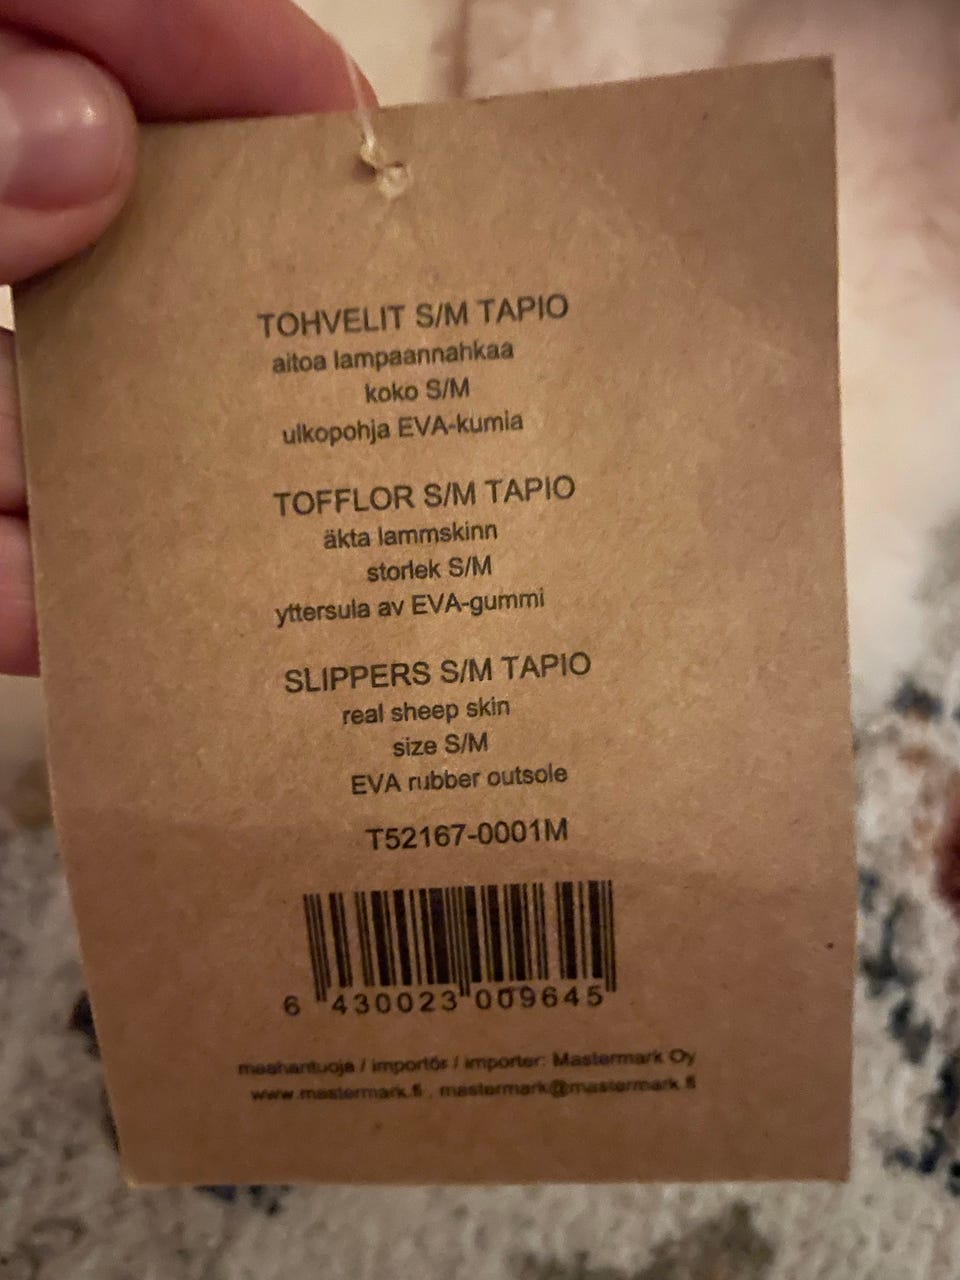 TOHVELIT S/M TAPIO
aitoa lampaannahkaa
koko S/M
ulkopohja EVA-kumia
TOFFLOR S/M TAPIO
äkta lammskinn
storlek S/M
yttersula av EVA-gummi
SLIPPERS S/M TAPIO
real sheep skin
size S/M
EVA rubber outsole
T52167-0001M
6 430023 009645
maahantuoja / importör / importer: Mastermark Oy
www.mastermark.fi , mastermark@mastermark.fi